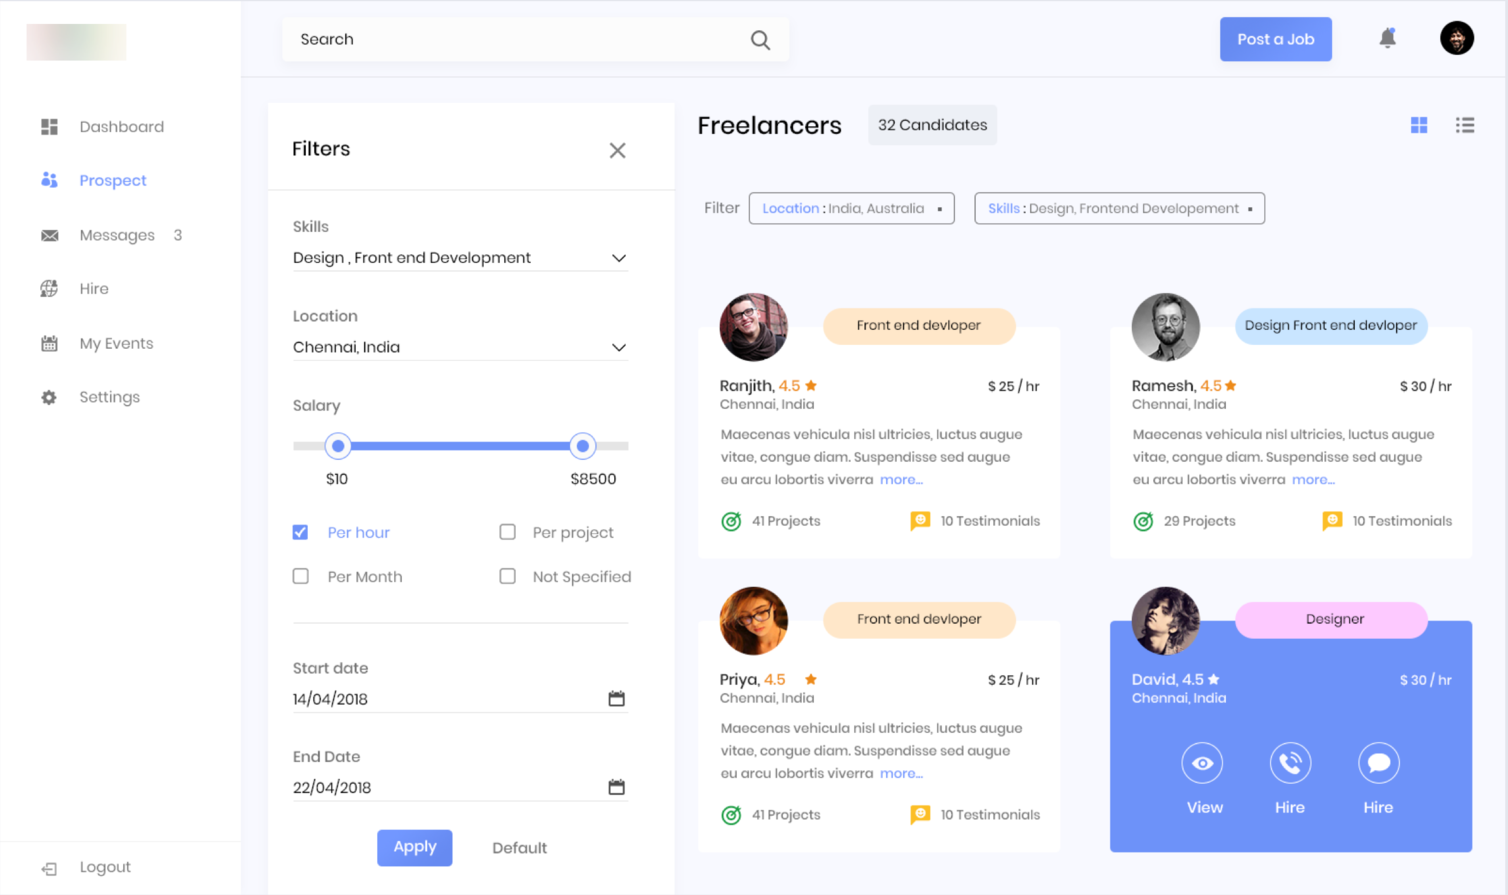 Search
Post a Job
Dashboard
Prospect
Messages 3
Hire
My Events
Settings
Logout
Filters
Skills
Design , Front end Development
Location
Chennai, India
Salary
$10 $8500
Per hour Per project
Per Month Not Specified
Start date
14/04/2018
End Date
22/04/2018
Apply Default
Freelancers 32 Candidates
Filter Location : India, Australia Skills : Design, Frontend Developement
Front end devloper
Ranjith, 4.5 $ 25 / hr
Chennai, India
Maecenas vehicula nisl ultricies, luctus augue
vitae, congue diam. Suspendisse sed augue
eu arcu lobortis viverra more...
41 Projects 10 Testimonials
Design Front end devloper
Ramesh, 4.5 $ 30 / hr
Chennai, India
Maecenas vehicula nisl ultricies, luctus augue
vitae, congue diam. Suspendisse sed augue
eu arcu lobortis viverra more...
29 Projects 10 Testimonials
Front end devloper
Priya, 4.5 $ 25 / hr
Chennai, India
Maecenas vehicula nisl ultricies, luctus augue
vitae, congue diam. Suspendisse sed augue
eu arcu lobortis viverra more...
41 Projects 10 Testimonials
Designer
David, 4.5 $ 30 / hr
Chennai, India
View Hire Hire